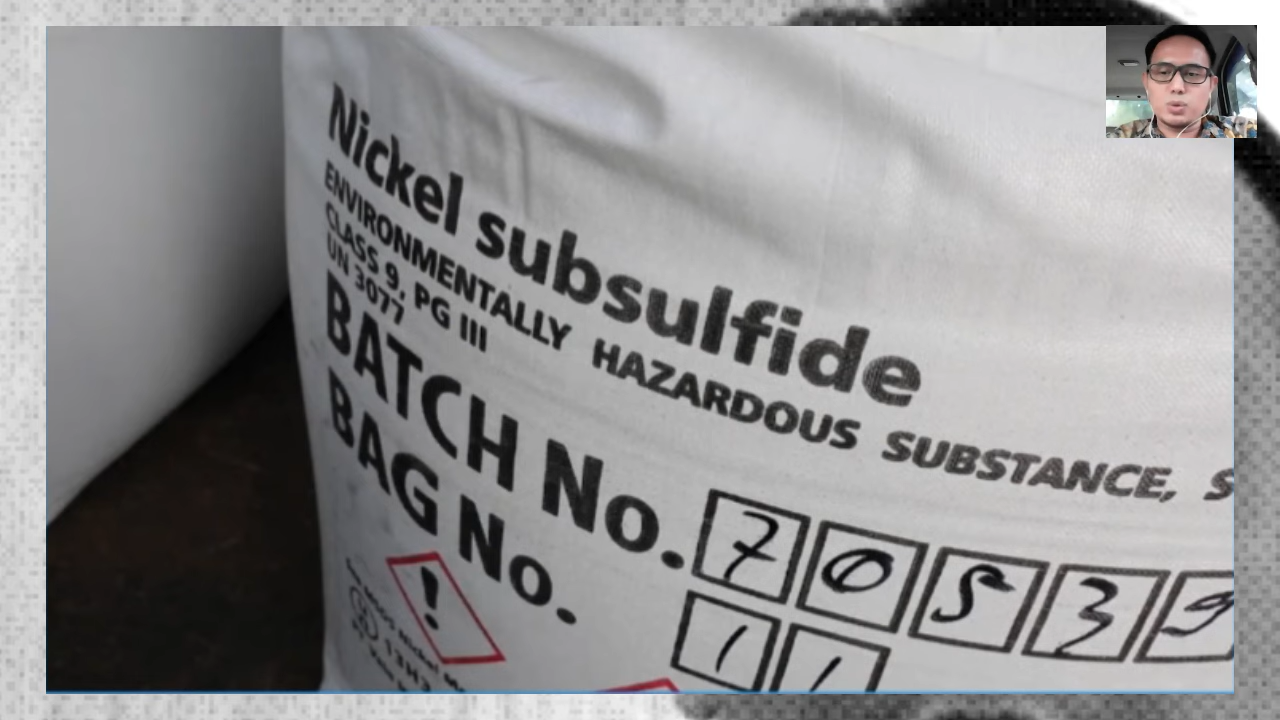 Nickel subsulfide
ENVIRONMENTALLY HAZARDOUS SUBSTANCE, S
CLASS 9, PG III
UN 3077
BATCH No. 7 0 5 3 9
BAG No. 1 1
!